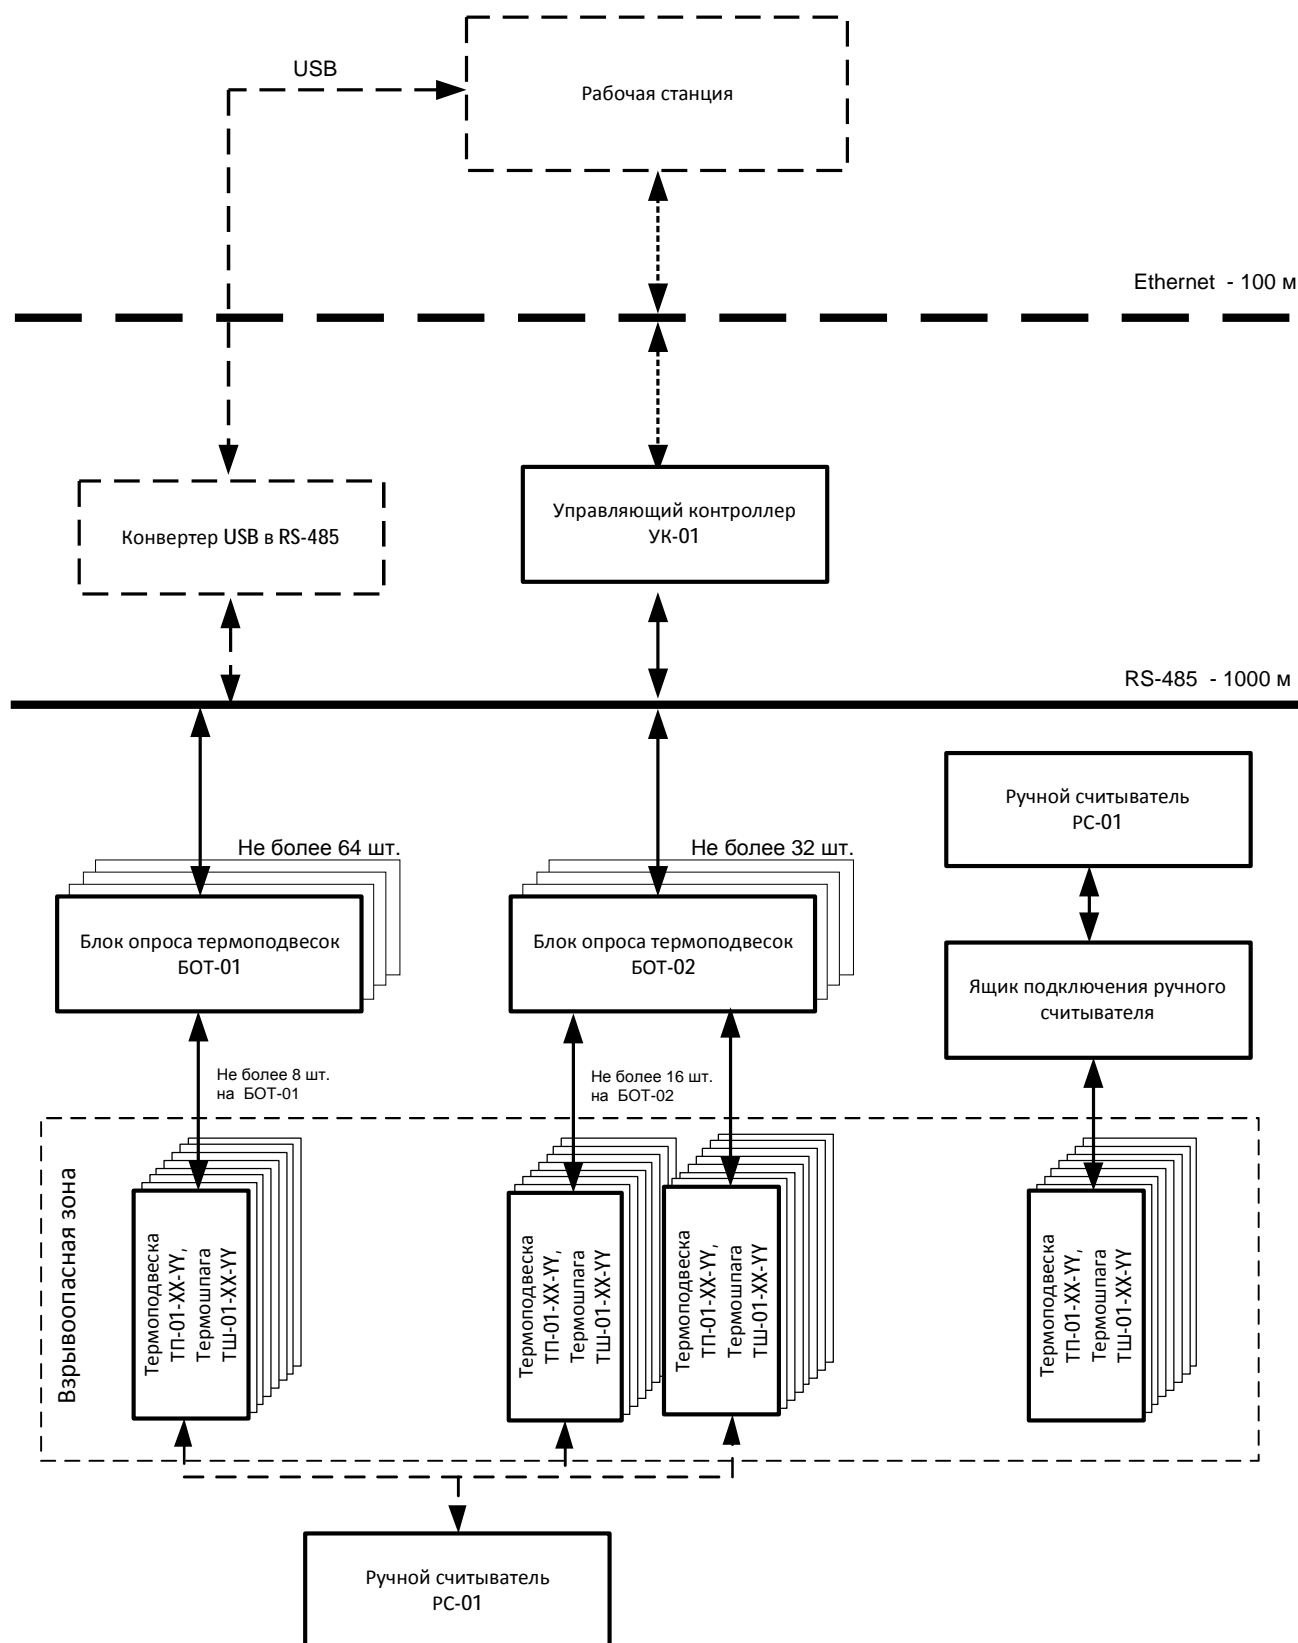 USB
Рабочая станция
Ethernet - 100 м
Конвертер USB в RS-485
Управляющий контроллер
УК-01
RS-485 - 1000 м
Ручной считыватель
РС-01
Не более 64 шт.
Не более 32 шт.
Блок опроса термоподвесок
БОТ-01
Блок опроса термоподвесок
БОТ-02
Ящик подключения ручного
считывателя
Не более 8 шт.
на БОТ-01
Не более 16 шт.
на БОТ-02
Взрывоопасная зона
Термоподвеска
ТП-01-XX-YY,
Термошпага
ТШ-01-XX-YY
Термоподвеска
ТП-01-XX-YY,
Термошпага
ТШ-01-XX-YY
Термоподвеска
ТП-01-XX-YY,
Термошпага
ТШ-01-XX-YY
Термоподвеска
ТП-01-XX-YY,
Термошпага
ТШ-01-XX-YY
Ручной считыватель
РС-01